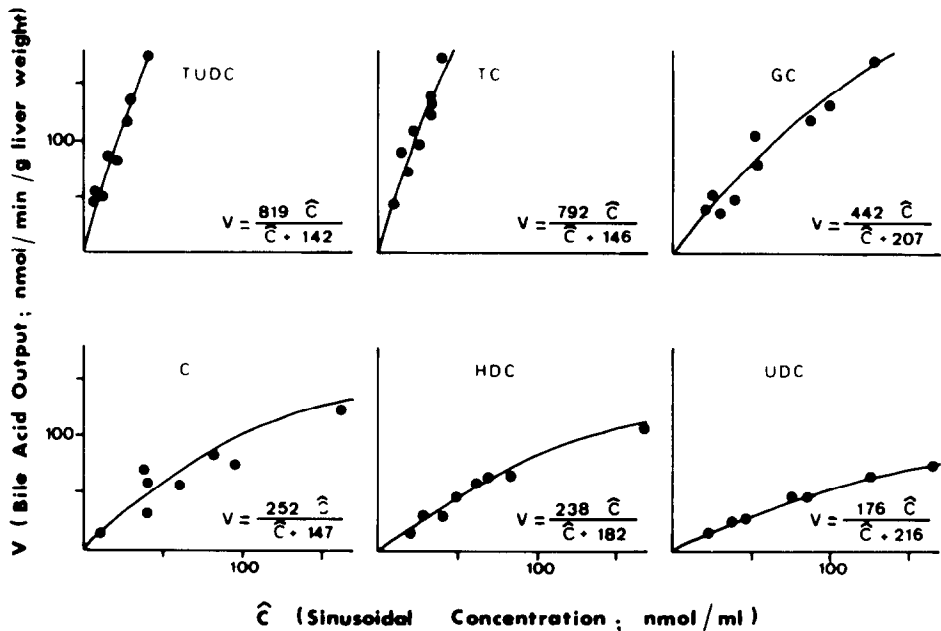 V (Bile Acid Output; nmol/min/g liver weight)
TUDC
100
V = 819 Ĉ / Ĉ + 142
TC
V = 792 Ĉ / Ĉ + 146
GC
V = 442 Ĉ / Ĉ + 207
C
100
V = 252 Ĉ / Ĉ + 147
100
HDC
V = 238 Ĉ / Ĉ + 182
100
UDC
V = 176 Ĉ / Ĉ + 216
100
Ĉ (Sinusoidal Concentration; nmol/ml)